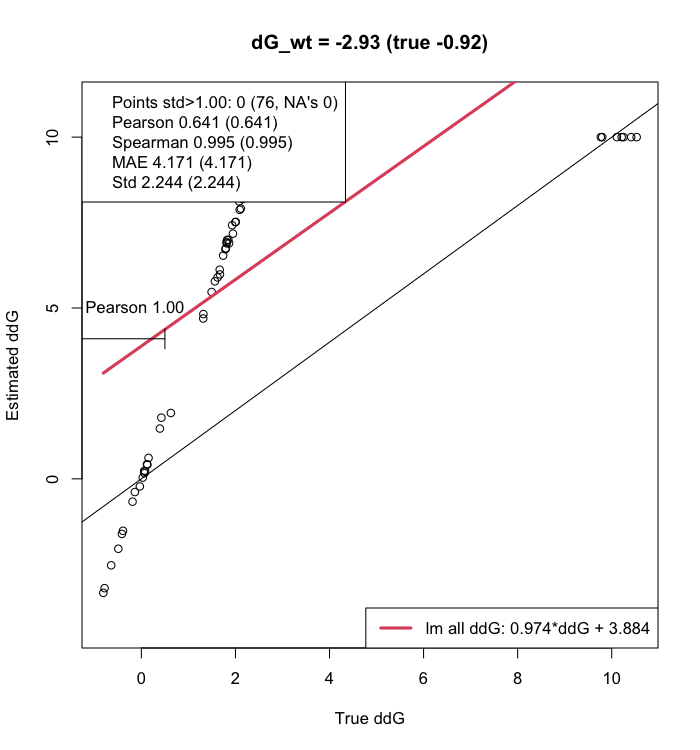 dG_wt = -2.93 (true -0.92)
Points std>1.00: 0 (76, NA's 0)
Pearson 0.641 (0.641)
Spearman 0.995 (0.995)
MAE 4.171 (4.171)
Std 2.244 (2.244)
Pearson 1.00
10
5
0
Estimated ddG
lm all ddG: 0.974*ddG + 3.884
0 2 4 6 8 10
True ddG